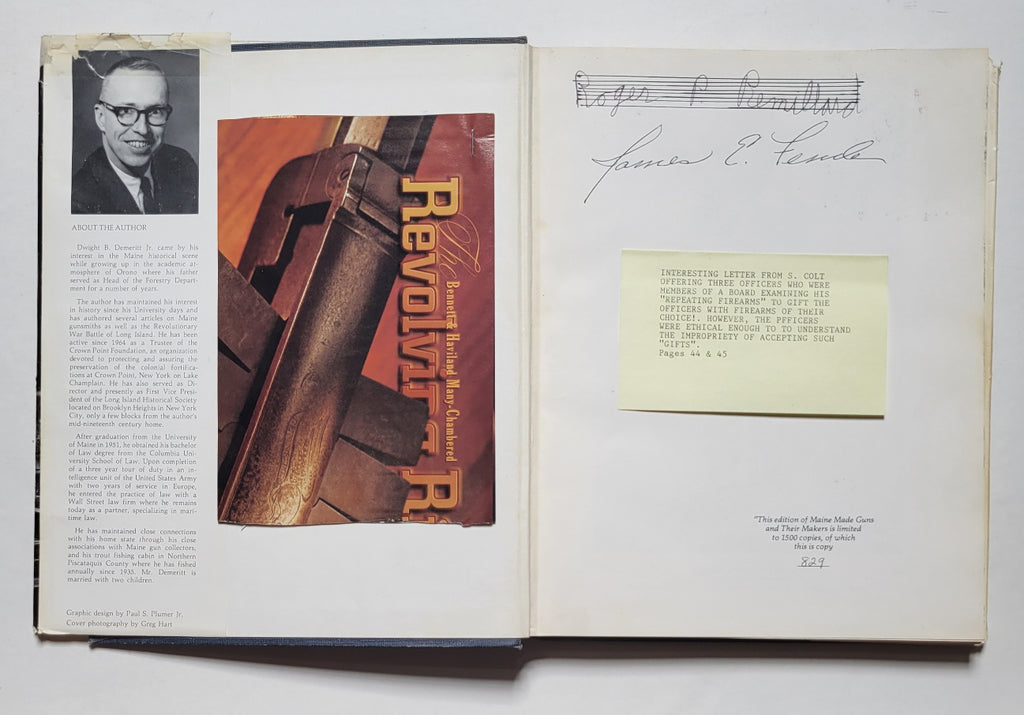 ABOUT THE AUTHOR
Dwight B. Demeritt Jr. came by his
interest in the Maine historical scene
while growing up in the academic at-
mosphere of Orono where his father
served as Head of the Forestry Depart-
ment for a number of years.
The author has maintained his interest
in history since his University days and
has authored several articles on Maine
gunsmiths as well as the Revolutionary
War Battle of Long Island. He has been
active since 1964 as a Trustee of the
Crown Point Foundation, an organization
devoted to protecting and assuring the
preservation of the colonial fortifica-
tions at Crown Point, New York on Lake
Champlain. He has also served as Di-
rector and presently as First Vice Presi-
dent of the Long Island Historical Society
located on Brooklyn Heights in New York
City, only a few blocks from the author's
mid-nineteenth century home.
After graduation from the University
of Maine in 1951, he obtained his bachelor
of Law degree from the Columbia Uni-
versity School of Law. Upon completion
of a three year tour of duty in an in-
telligence unit of the United States Army
with two years of service in Europe,
he entered the practice of law with a
Wall Street law firm where he remains
today as a partner, specializing in mari-
time law.
He has maintained close connections
with his home state through his close
associations with Maine gun collectors,
and his trout fishing cabin in Northern
Piscataquis County where he has fished
annually since 1935. Mr. Demeritt is
married with two children.
Graphic design by Paul S. Plumer Jr.
Cover photography by Greg Hart
The
Bennett & Haviland Many-Chambered
Revolving R
Roger P. Remillard
James E. Fender
INTERESTING LETTER FROM S. COLT
OFFERING THREE OFFICERS WHO WERE
MEMBERS OF A BOARD EXAMINING HIS
"REPEATING FIREARMS" TO GIFT THE
OFFICERS WITH FIREARMS OF THEIR
CHOICE!. HOWEVER, THE PFFICERS
WERE ETHICAL ENOUGH TO TO UNDERSTAND
THE IMPROPRIETY OF ACCEPTING SUCH
"GIFTS".
Pages 44 & 45
"This edition of Maine Made Guns
and Their Makers is limited
to 1500 copies, of which
this is copy
829